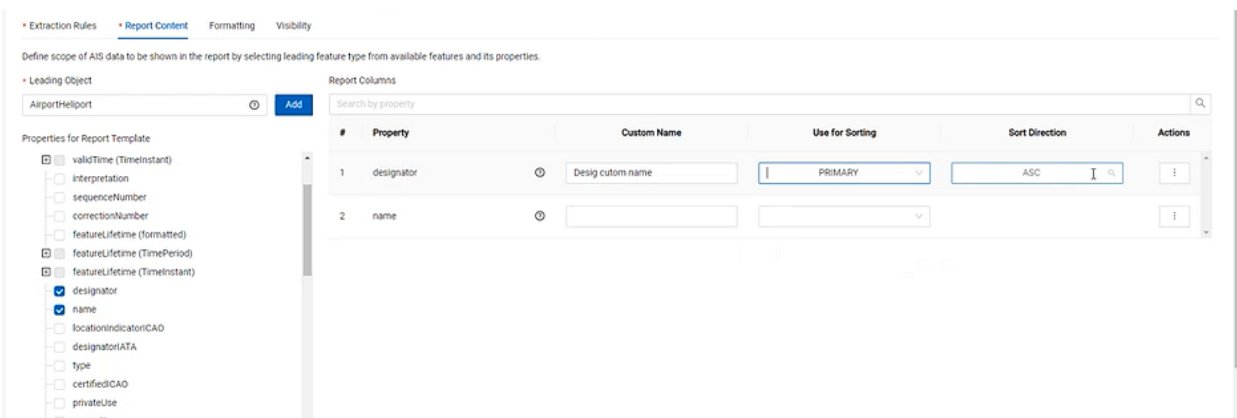 * Extraction Rules * Report Content Formatting Visibility
Define scope of AIS data to be shown in the report by selecting leading feature type from available features and its properties.
* Leading Object Report Columns
AirportHeliport Add Search by property
Properties for Report Template
# Property Custom Name Use for Sorting Sort Direction Actions
validTime (TimeInstant)
interpretation
1 designator Desig cutom name PRIMARY ASC
sequenceNumber
correctionNumber
2 name
featureLifetime (formatted)
featureLifetime (TimePeriod)
featureLifetime (TimeInstant)
designator
name
locationIndicatorICAO
designatorIATA
type
certifiedICAO
privateUse